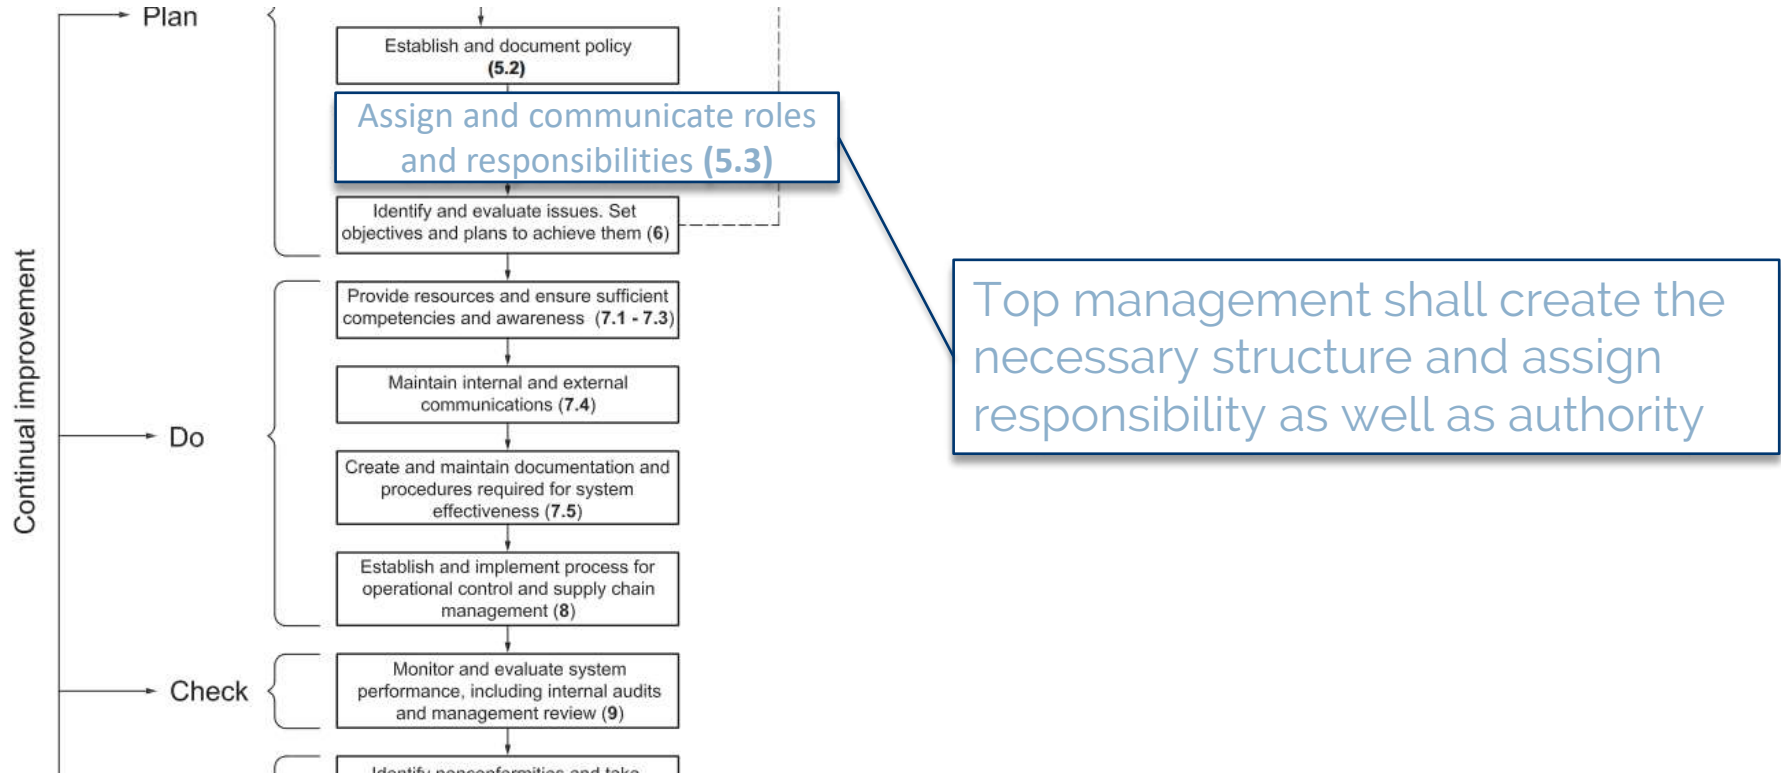 Plan
Establish and document policy
(5.2)
Assign and communicate roles
and responsibilities (5.3)
Identify and evaluate issues. Set
objectives and plans to achieve them (6)
Top management shall create the
necessary structure and assign
responsibility as well as authority
Continual improvement
Do
Provide resources and ensure sufficient
competencies and awareness (7.1 - 7.3)
Maintain internal and external
communications (7.4)
Create and maintain documentation and
procedures required for system
effectiveness (7.5)
Establish and implement process for
operational control and supply chain
management (8)
Check
Monitor and evaluate system
performance, including internal audits
and management review (9)
Identify nonconformities and take